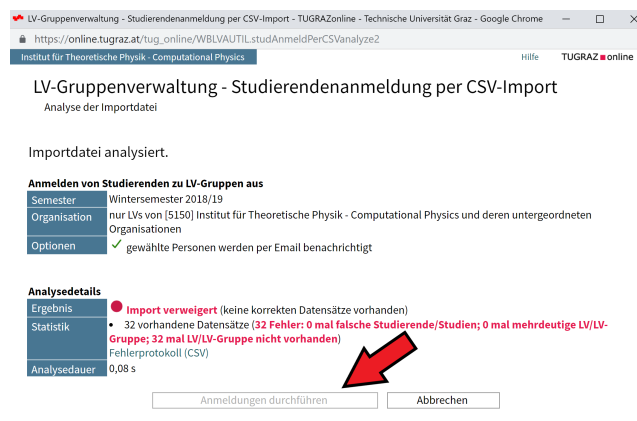 LV-Gruppenverwaltung - Studierendenanmeldung per CSV-Import - TUGRAZonline - Technische Universität Graz - Google Chrome
https://online.tugraz.at/tug_online/WBLVAUTIL.studAnmeldPerCSVanalyze2
Institut für Theoretische Physik - Computational Physics Hilfe TUGRAZ online
LV-Gruppenverwaltung - Studierendenanmeldung per CSV-Import
Analyse der Importdatei
Importdatei analysiert.
Anmelden von Studierenden zu LV-Gruppen aus
Semester Wintersemester 2018/19
Organisation nur LVs von [5150] Institut für Theoretische Physik - Computational Physics und deren untergeordneten
Organisationen
Optionen gewählte Personen werden per Email benachrichtigt
Analysedetails
Ergebnis Import verweigert (keine korrekten Datensätze vorhanden)
Statistik • 32 vorhandene Datensätze (32 Fehler: 0 mal falsche Studierende/Studien; 0 mal mehrdeutige LV/LV-
Gruppe; 32 mal LV/LV-Gruppe nicht vorhanden)
Fehlerprotokoll (CSV)
Analysedauer 0,08 s
Anmeldungen durchführen Abbrechen